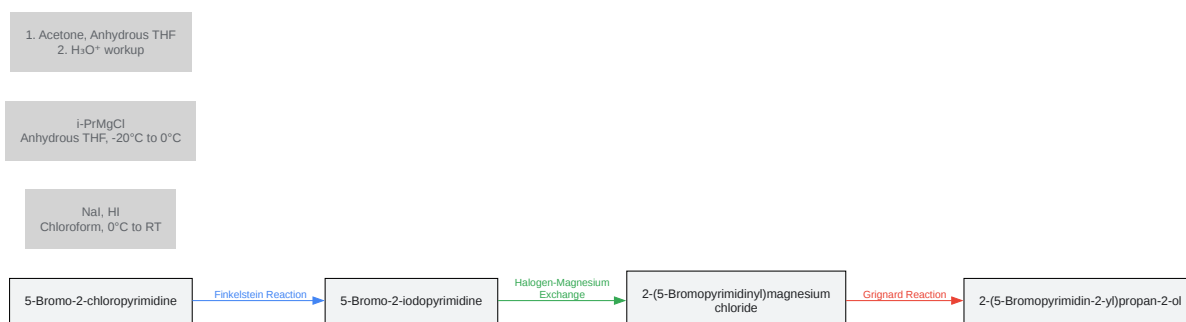 1. Acetone, Anhydrous THF
2. H₃O⁺ workup
i-PrMgCl
Anhydrous THF, -20°C to 0°C
NaI, HI
Chloroform, 0°C to RT
5-Bromo-2-chloropyrimidine
Finkelstein Reaction
5-Bromo-2-iodopyrimidine
Halogen-Magnesium
Exchange
2-(5-Bromopyrimidinyl)magnesium
chloride
Grignard Reaction
2-(5-Bromopyrimidin-2-yl)propan-2-ol